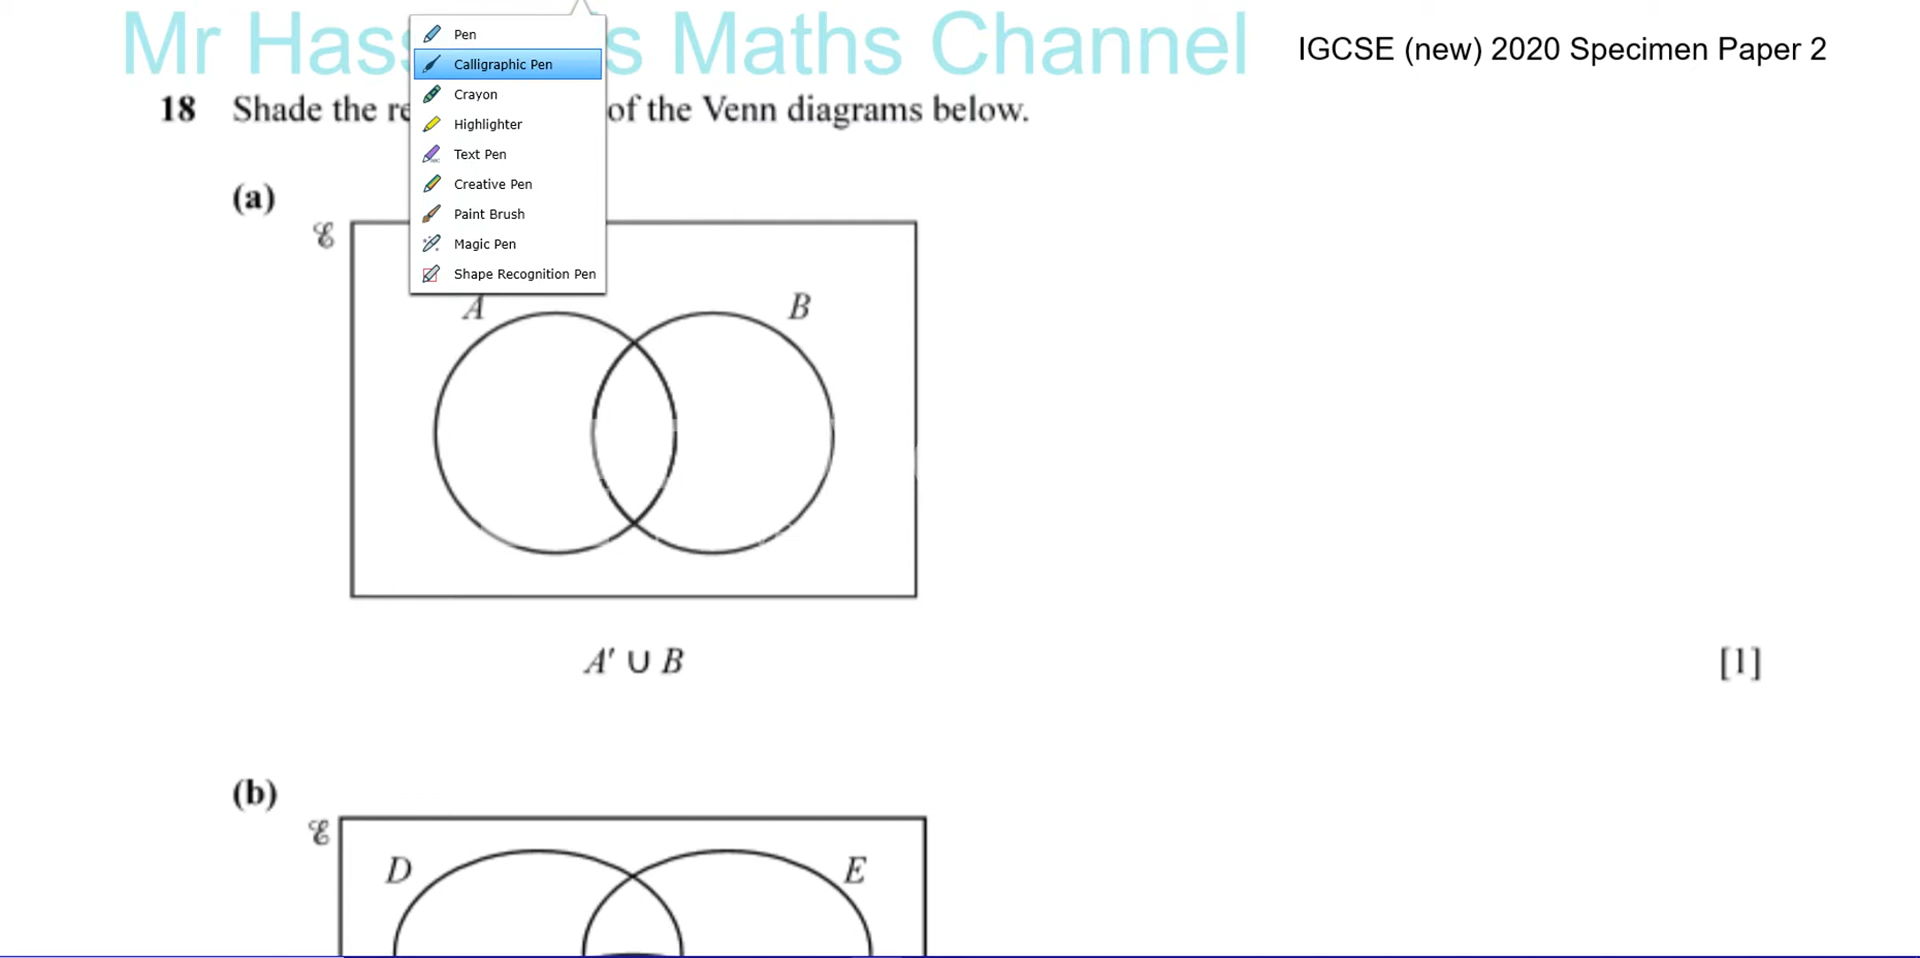 Mr Has s Maths Channel
IGCSE (new) 2020 Specimen Paper 2
Pen
Calligraphic Pen
Crayon
Highlighter
Text Pen
Creative Pen
Paint Brush
Magic Pen
Shape Recognition Pen
18 Shade the re of the Venn diagrams below.
(a)
ℰ
A B
A′ ∪ B
[1]
(b)
ℰ
D E